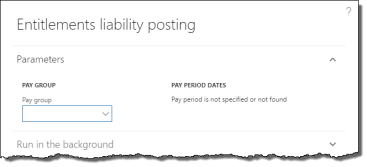 ?
Entitlements liability posting
Parameters
PAY GROUP
Pay group
PAY PERIOD DATES
Pay period is not specified or not found
Run in the background